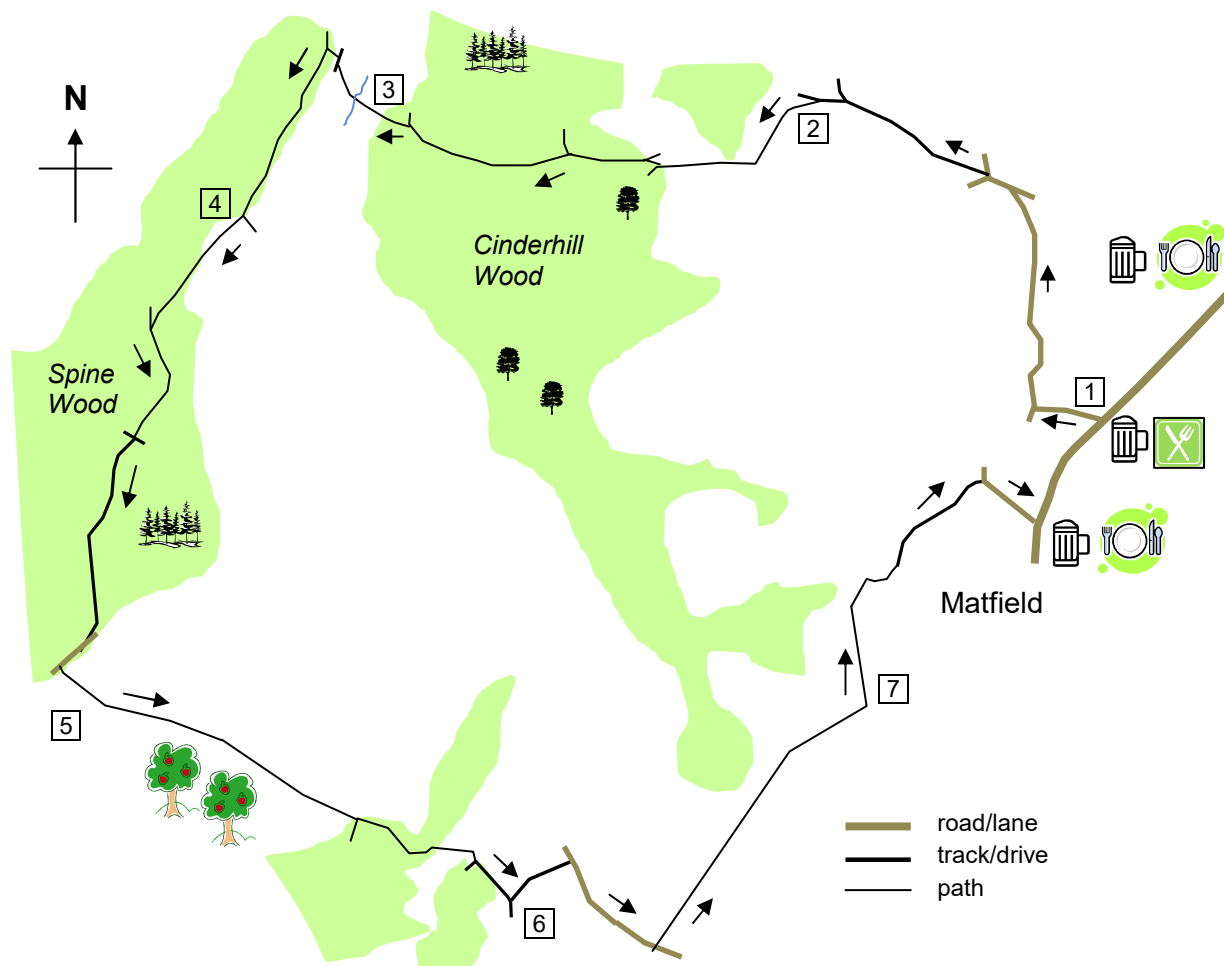 N
3
2
4
Cinderhill
Wood
1
Spine
Wood
Matfield
7
5
6
road/lane
track/drive
path